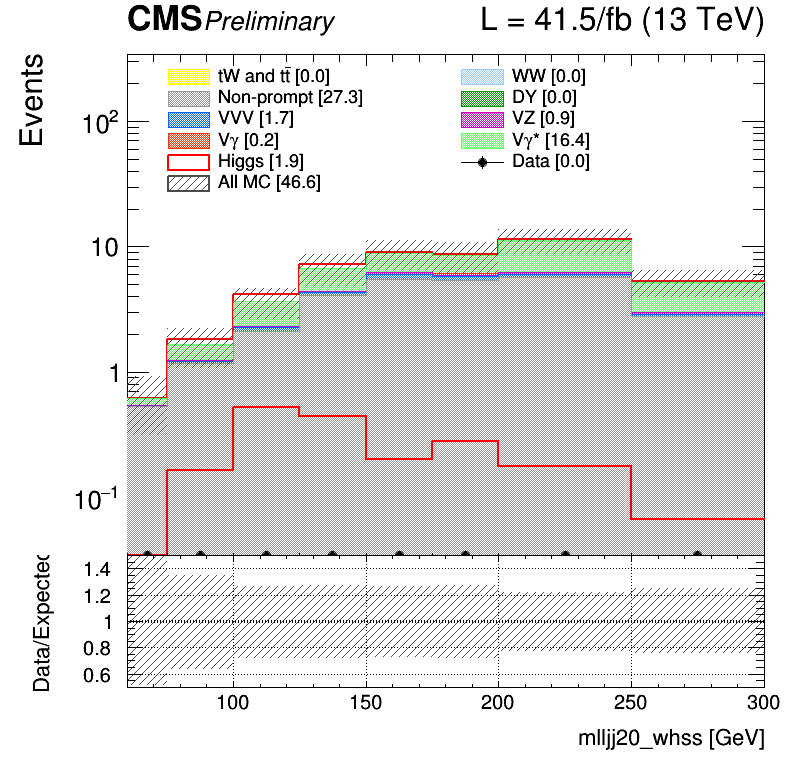 CMS Preliminary L = 41.5/fb (13 TeV)
Events
tW and tt̄ [0.0] WW [0.0]
Non-prompt [27.3] DY [0.0]
VVV [1.7] VZ [0.9]
Vγ [0.2] Vγ* [16.4]
Higgs [1.9] Data [0.0]
All MC [46.6]
10²
10
1
10⁻¹
Data/Expected
1.4
1.2
1
0.8
0.6
100 150 200 250 300
mlljj20_whss [GeV]